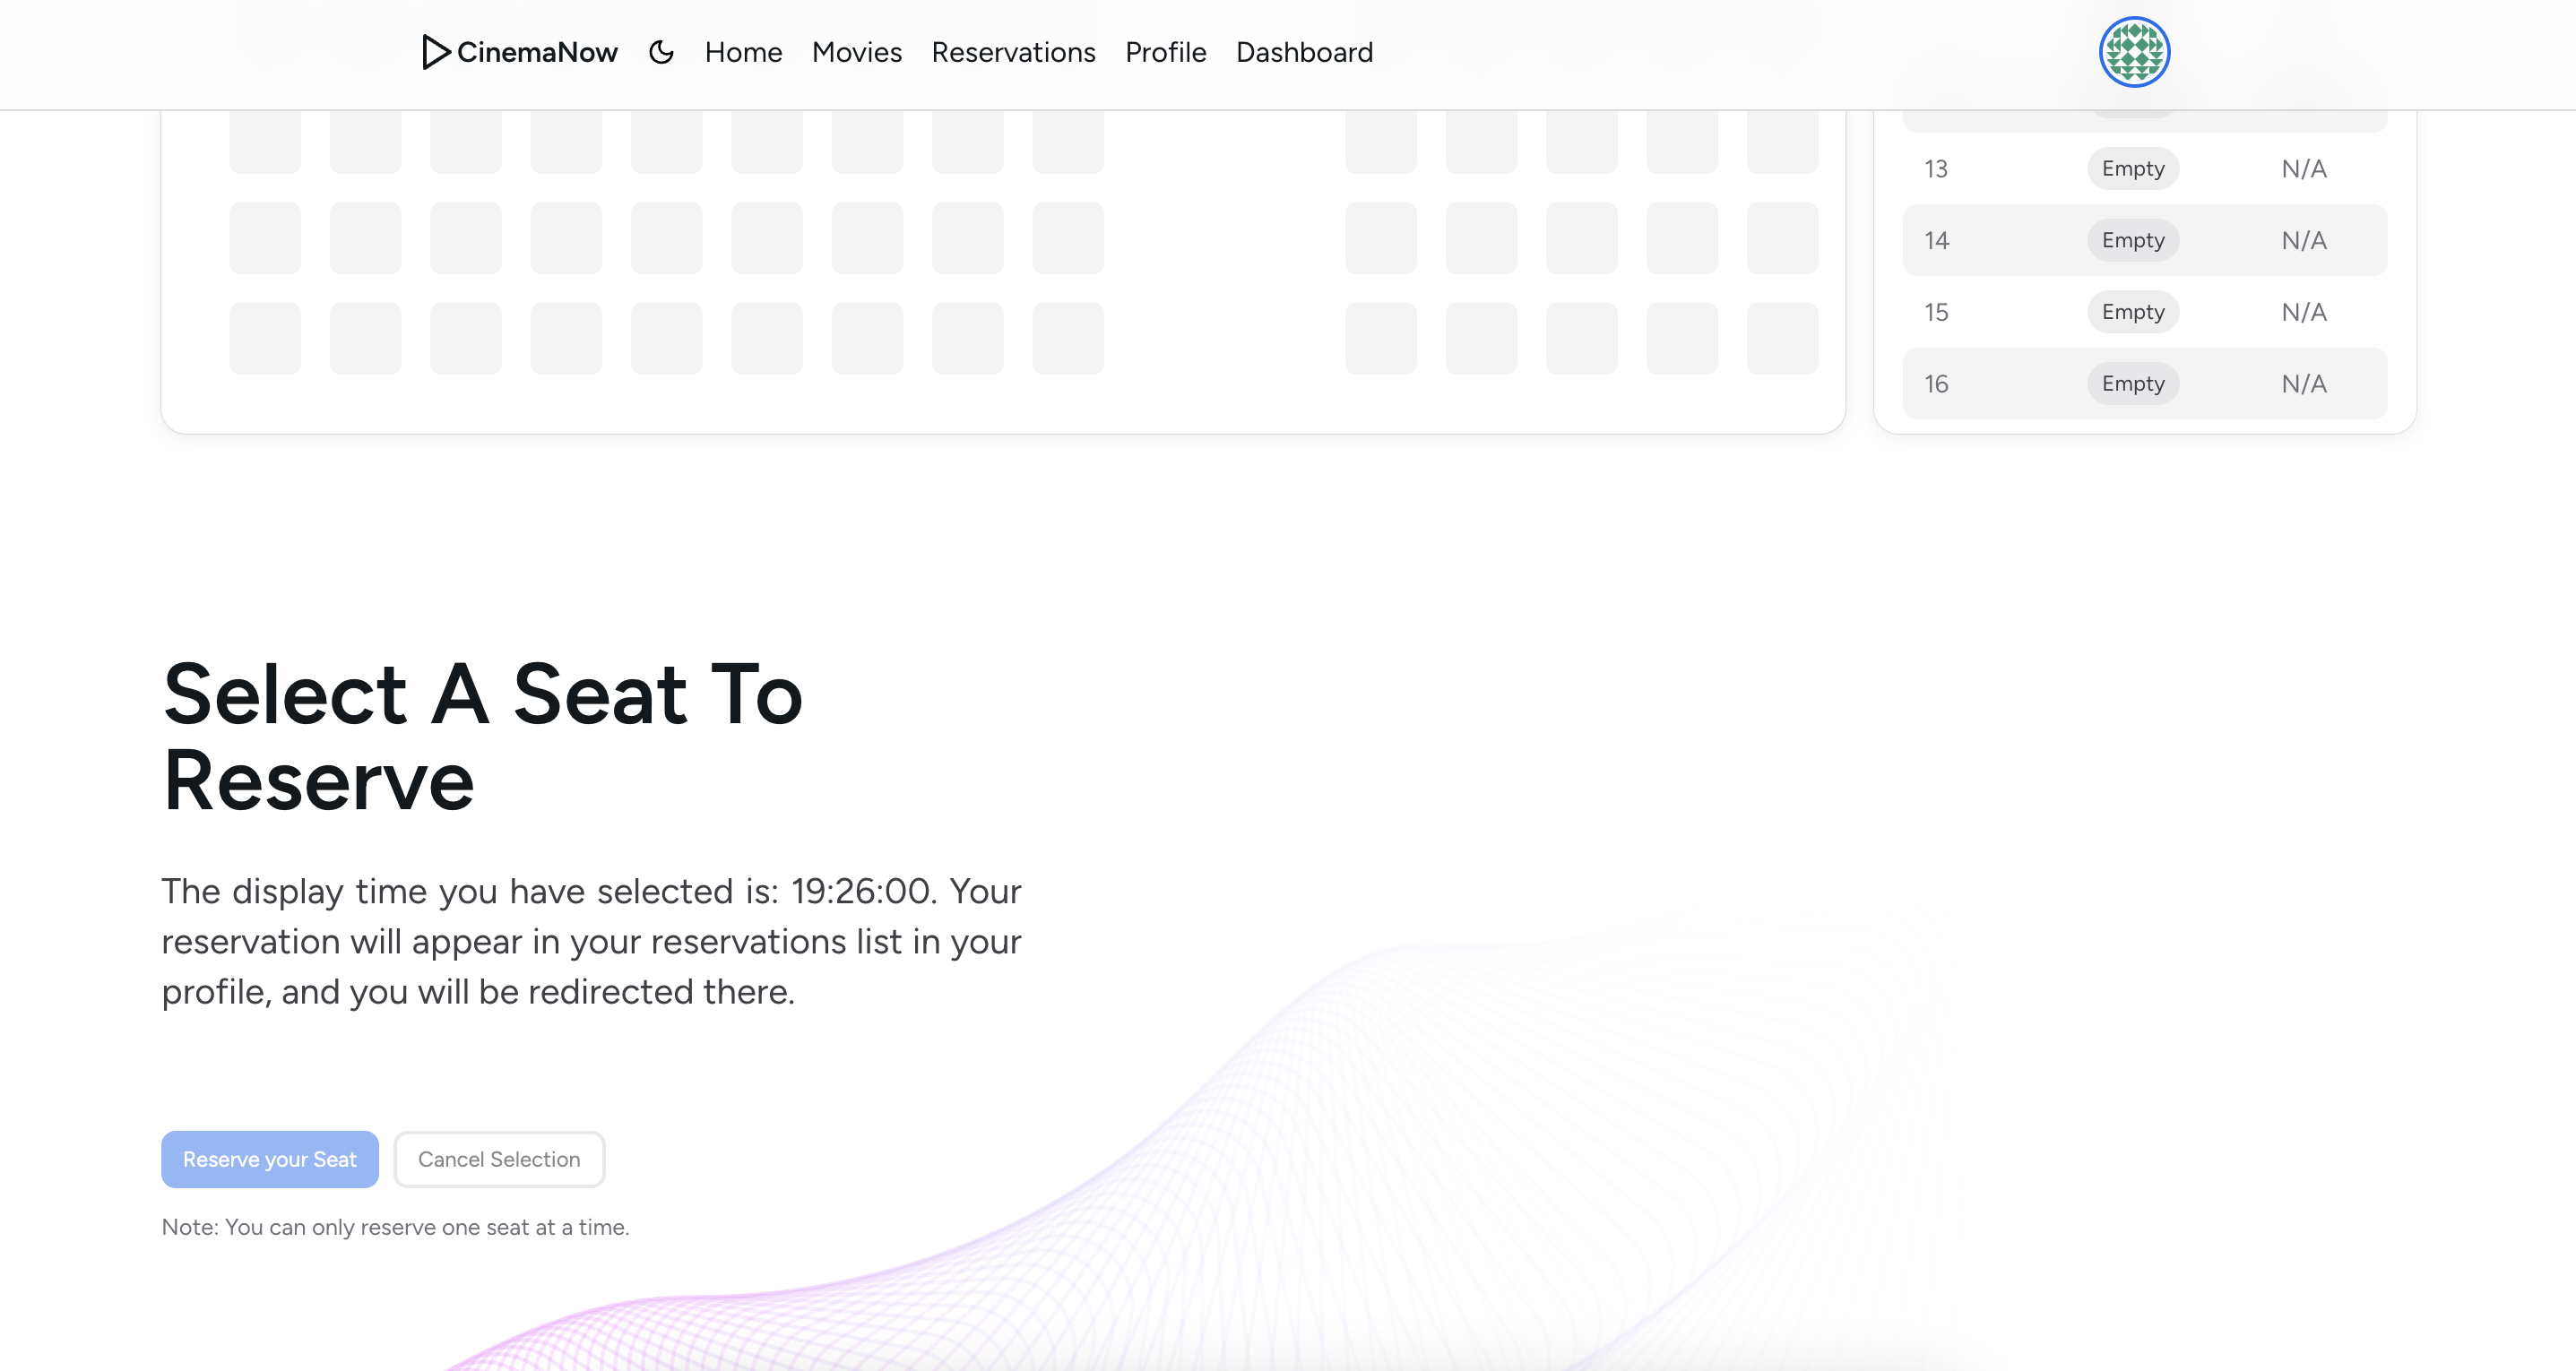 CinemaNow Home Movies Reservations Profile Dashboard
13 Empty N/A
14 Empty N/A
15 Empty N/A
16 Empty N/A
Select A Seat To
Reserve
The display time you have selected is: 19:26:00. Your
reservation will appear in your reservations list in your
profile, and you will be redirected there.
Reserve your Seat Cancel Selection
Note: You can only reserve one seat at a time.